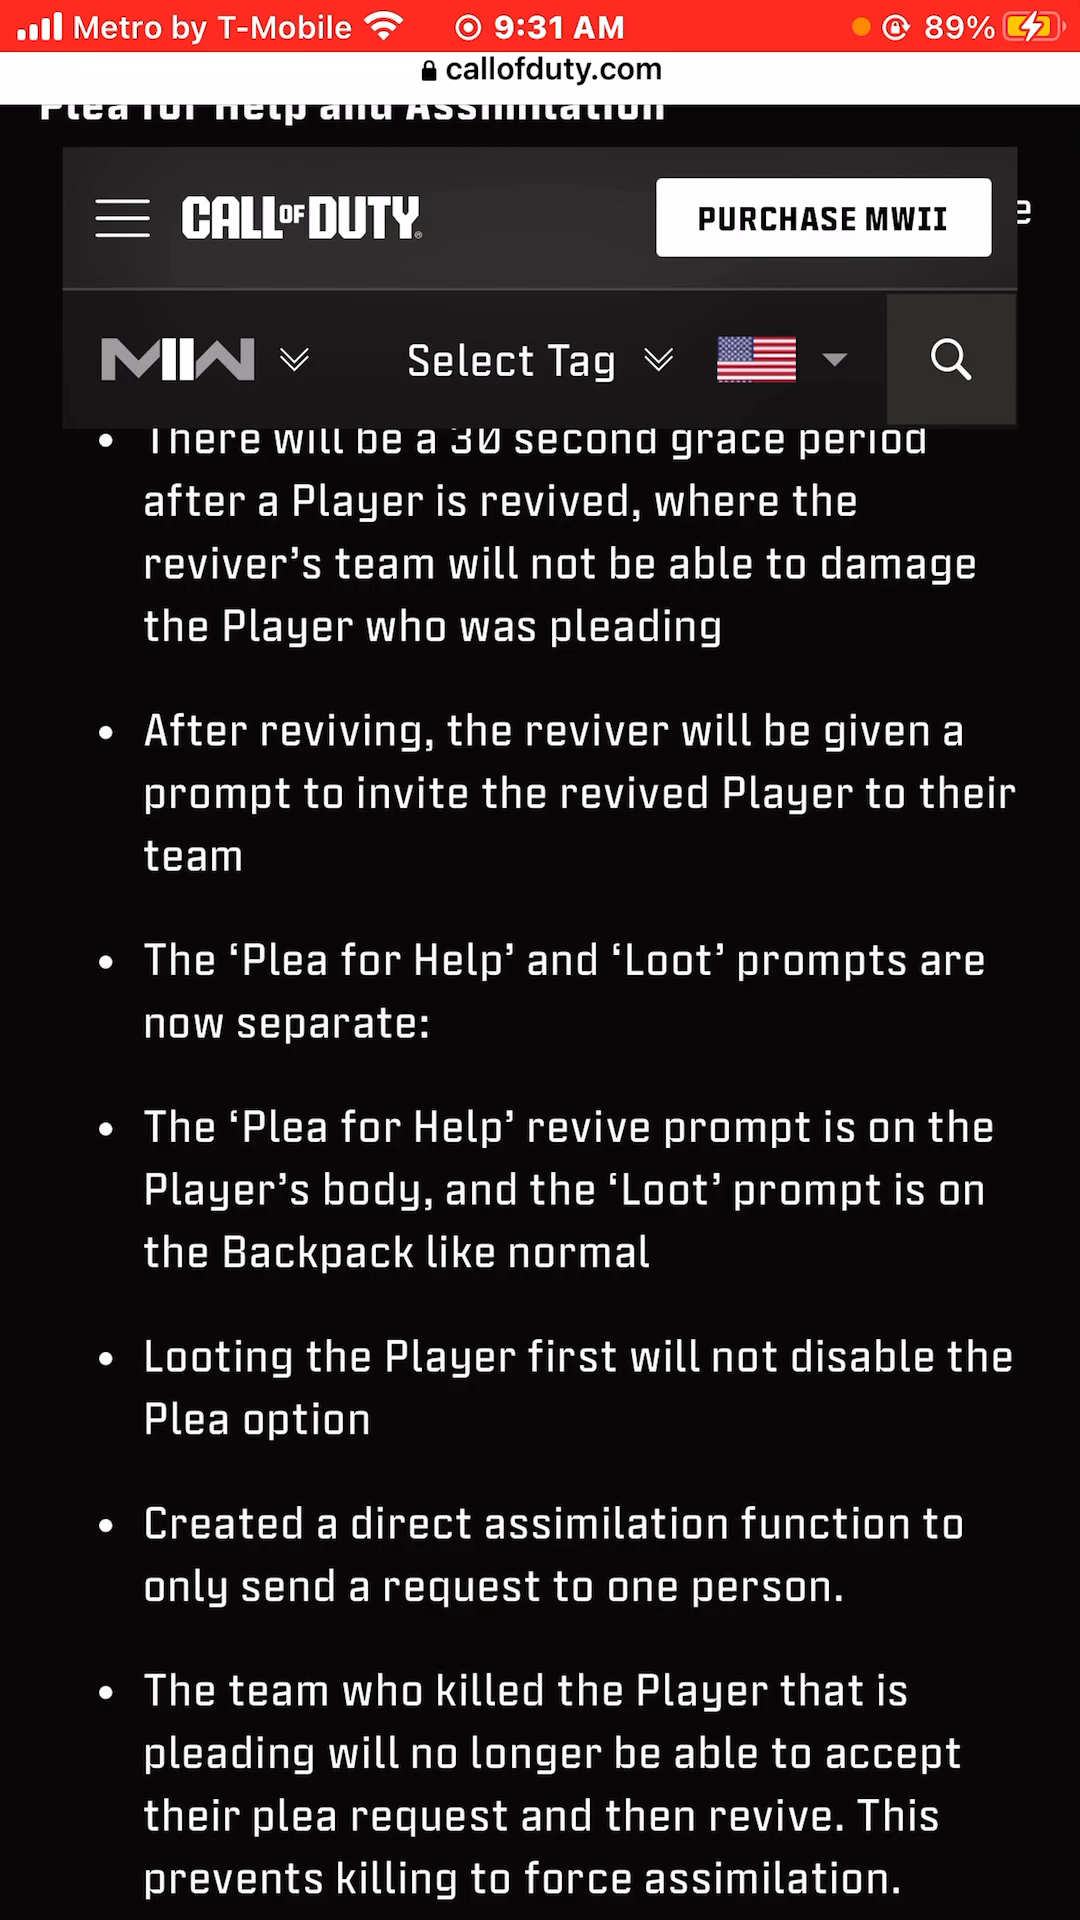 Metro by T-Mobile 9:31 AM 89%
callofduty.com
Plea for Help and Assimilation
CALL OF DUTY
PURCHASE MWII
e
MWII
Select Tag
• There will be a 30 second grace period
after a Player is revived, where the
reviver’s team will not be able to damage
the Player who was pleading
• After reviving, the reviver will be given a
prompt to invite the revived Player to their
team
• The ‘Plea for Help’ and ‘Loot’ prompts are
now separate:
• The ‘Plea for Help’ revive prompt is on the
Player’s body, and the ‘Loot’ prompt is on
the Backpack like normal
• Looting the Player first will not disable the
Plea option
• Created a direct assimilation function to
only send a request to one person.
• The team who killed the Player that is
pleading will no longer be able to accept
their plea request and then revive. This
prevents killing to force assimilation.